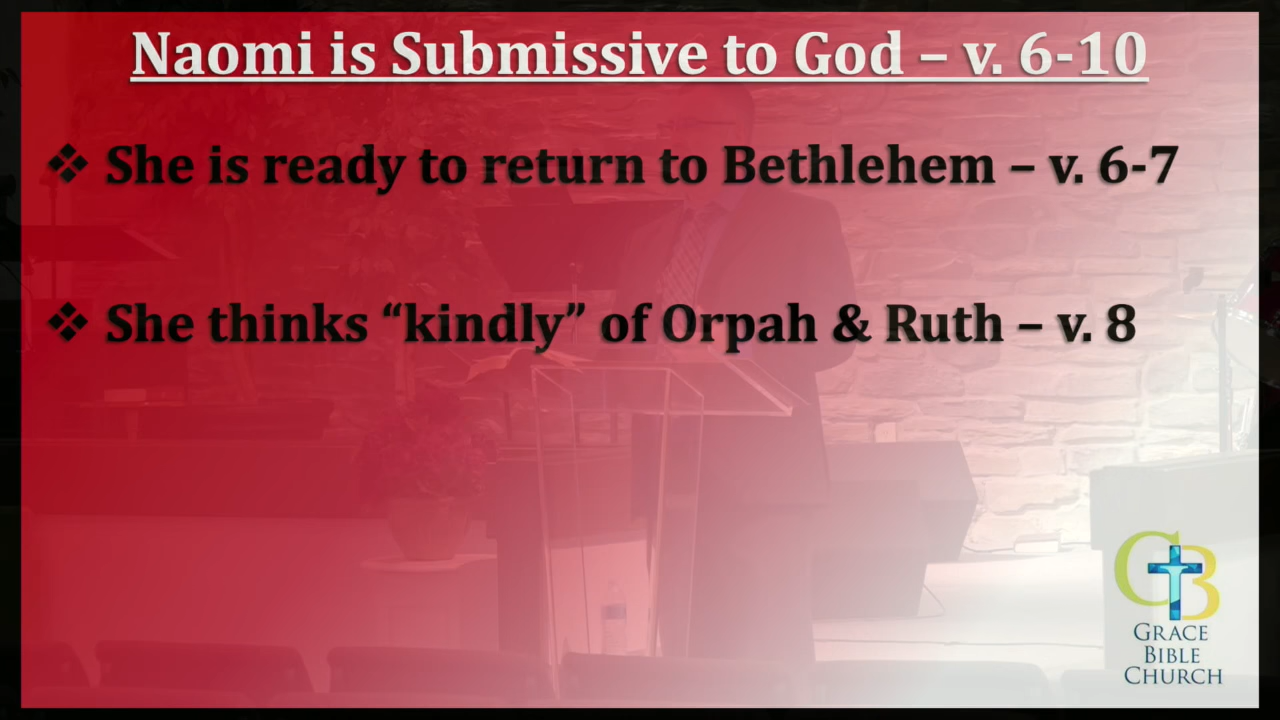 Naomi is Submissive to God – v. 6-10
❖ She is ready to return to Bethlehem – v. 6-7
❖ She thinks “kindly” of Orpah & Ruth – v. 8
CB
GRACE
BIBLE
CHURCH